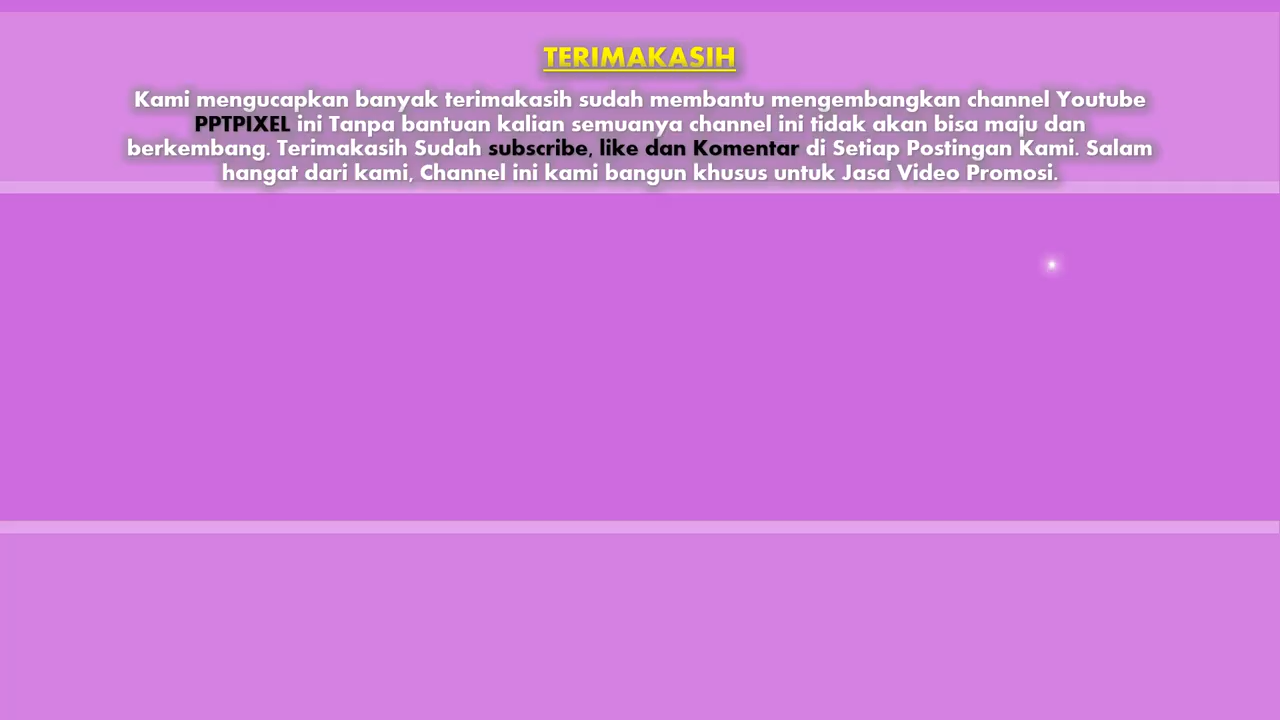 TERIMAKASIH
Kami mengucapkan banyak terimakasih sudah membantu mengembangkan channel Youtube
PPTPIXEL ini Tanpa bantuan kalian semuanya channel ini tidak akan bisa maju dan
berkembang. Terimakasih Sudah subscribe, like dan Komentar di Setiap Postingan Kami. Salam
hangat dari kami, Channel ini kami bangun khusus untuk Jasa Video Promosi.